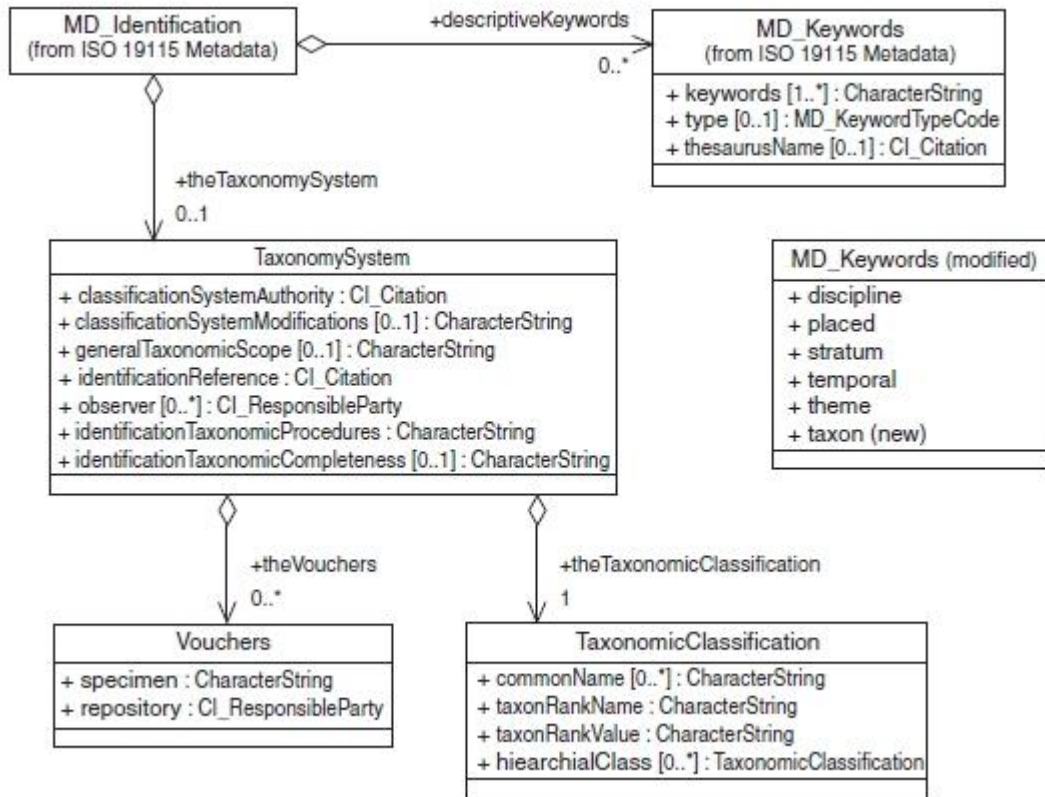 MD_Identification
(from ISO 19115 Metadata)
+descriptiveKeywords
0..*
MD_Keywords
(from ISO 19115 Metadata)
+ keywords [1..*] : CharacterString
+ type [0..1] : MD_KeywordTypeCode
+ thesaurusName [0..1] : CI_Citation
+theTaxonomySystem
0..1
TaxonomySystem
+ classificationSystemAuthority : CI_Citation
+ classificationSystemModifications [0..1] : CharacterString
+ generalTaxonomicScope [0..1] : CharacterString
+ identificationReference : CI_Citation
+ observer [0..*] : CI_ResponsibleParty
+ identificationTaxonomicProcedures : CharacterString
+ identificationTaxonomicCompleteness [0..1] : CharacterString
MD_Keywords (modified)
+ discipline
+ placed
+ stratum
+ temporal
+ theme
+ taxon (new)
+theVouchers
0..*
+theTaxonomicClassification
1
Vouchers
+ specimen : CharacterString
+ repository : CI_ResponsibleParty
TaxonomicClassification
+ commonName [0..*] : CharacterString
+ taxonRankName : CharacterString
+ taxonRankValue : CharacterString
+ hiearchialClass [0..*] : TaxonomicClassification